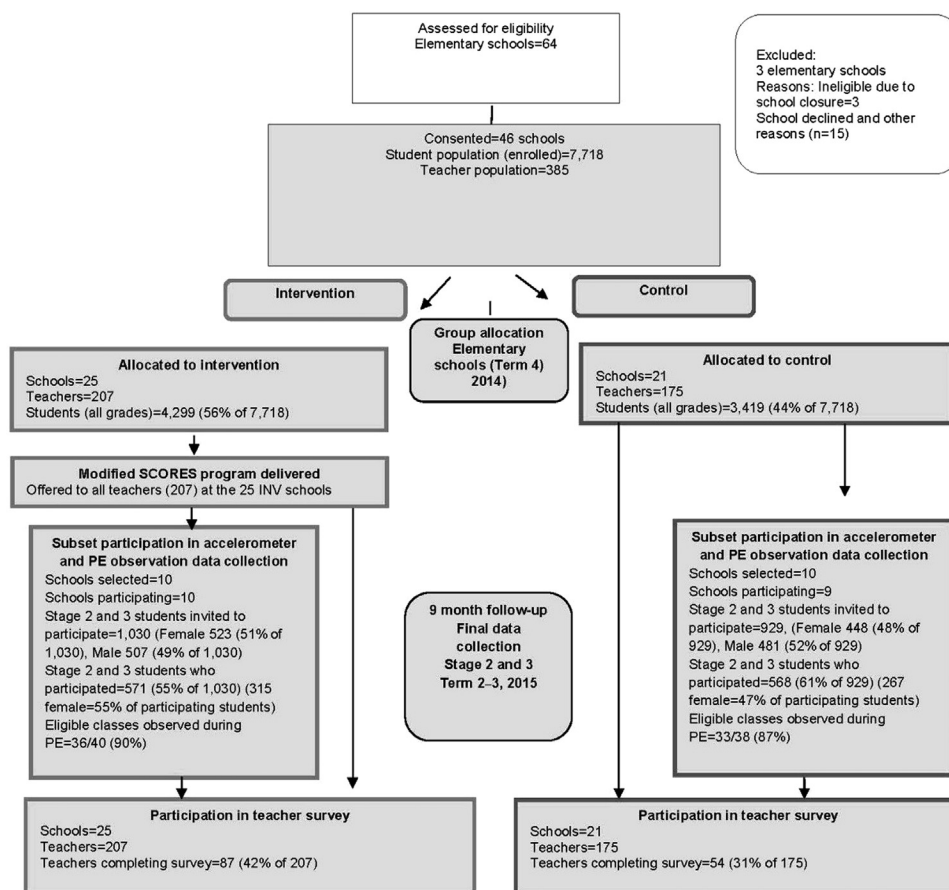 Assessed for eligibility
Elementary schools=64
Excluded:
3 elementary schools
Reasons: Ineligible due to
school closure=3
School declined and other
reasons (n=15)
Consented=46 schools
Student population (enrolled)=7,718
Teacher population=385
Intervention
Control
Group allocation
Elementary
schools (Term 4)
2014)
Allocated to intervention
Schools=25
Teachers=207
Students (all grades)=4,299 (56% of 7,718)
Allocated to control
Schools=21
Teachers=175
Students (all grades)=3,419 (44% of 7,718)
Modified SCORES program delivered
Offered to all teachers (207) at the 25 INV schools
Subset participation in accelerometer
and PE observation data collection
Schools selected=10
Schools participating=10
Stage 2 and 3 students invited to
participate=1,030 (Female 523 (51% of
1,030), Male 507 (49% of 1,030)
Stage 2 and 3 students who
participated=571 (55% of 1,030) (315
female=55% of participating students)
Eligible classes observed during
PE=36/40 (90%)
9 month follow-up
Final data
collection
Stage 2 and 3
Term 2–3, 2015
Subset participation in accelerometer
and PE observation data collection
Schools selected=10
Schools participating=9
Stage 2 and 3 students invited to
participate=929, (Female 448 (48% of
929), Male 481 (52% of 929)
Stage 2 and 3 students who
participated=568 (61% of 929) (267
female=47% of participating students)
Eligible classes observed during
PE=33/38 (87%)
Participation in teacher survey
Schools=25
Teachers=207
Teachers completing survey=87 (42% of 207)
Participation in teacher survey
Schools=21
Teachers=175
Teachers completing survey=54 (31% of 175)